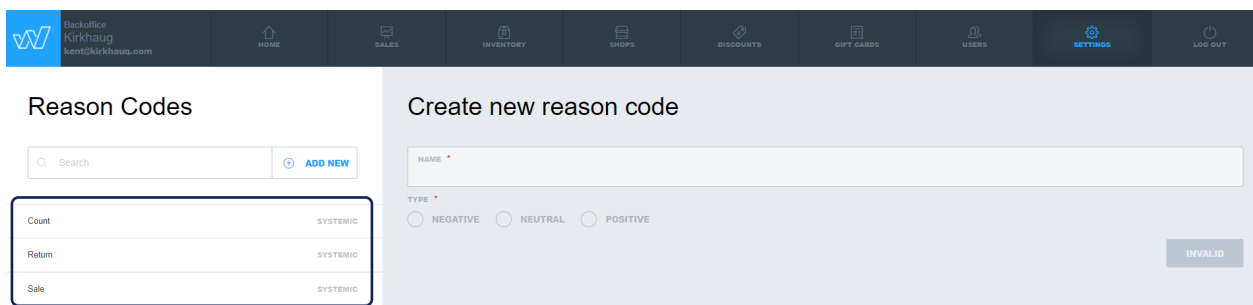 Backoffice
Kirkhaug
kent@kirkhaug.com
HOME
SALES
INVENTORY
SHOPS
DISCOUNTS
GIFT CARDS
USERS
SETTINGS
LOG OUT
Reason Codes
Search
ADD NEW
Count SYSTEMIC
Return SYSTEMIC
Sale SYSTEMIC
Create new reason code
NAME *
TYPE *
NEGATIVE NEUTRAL POSITIVE
INVALID